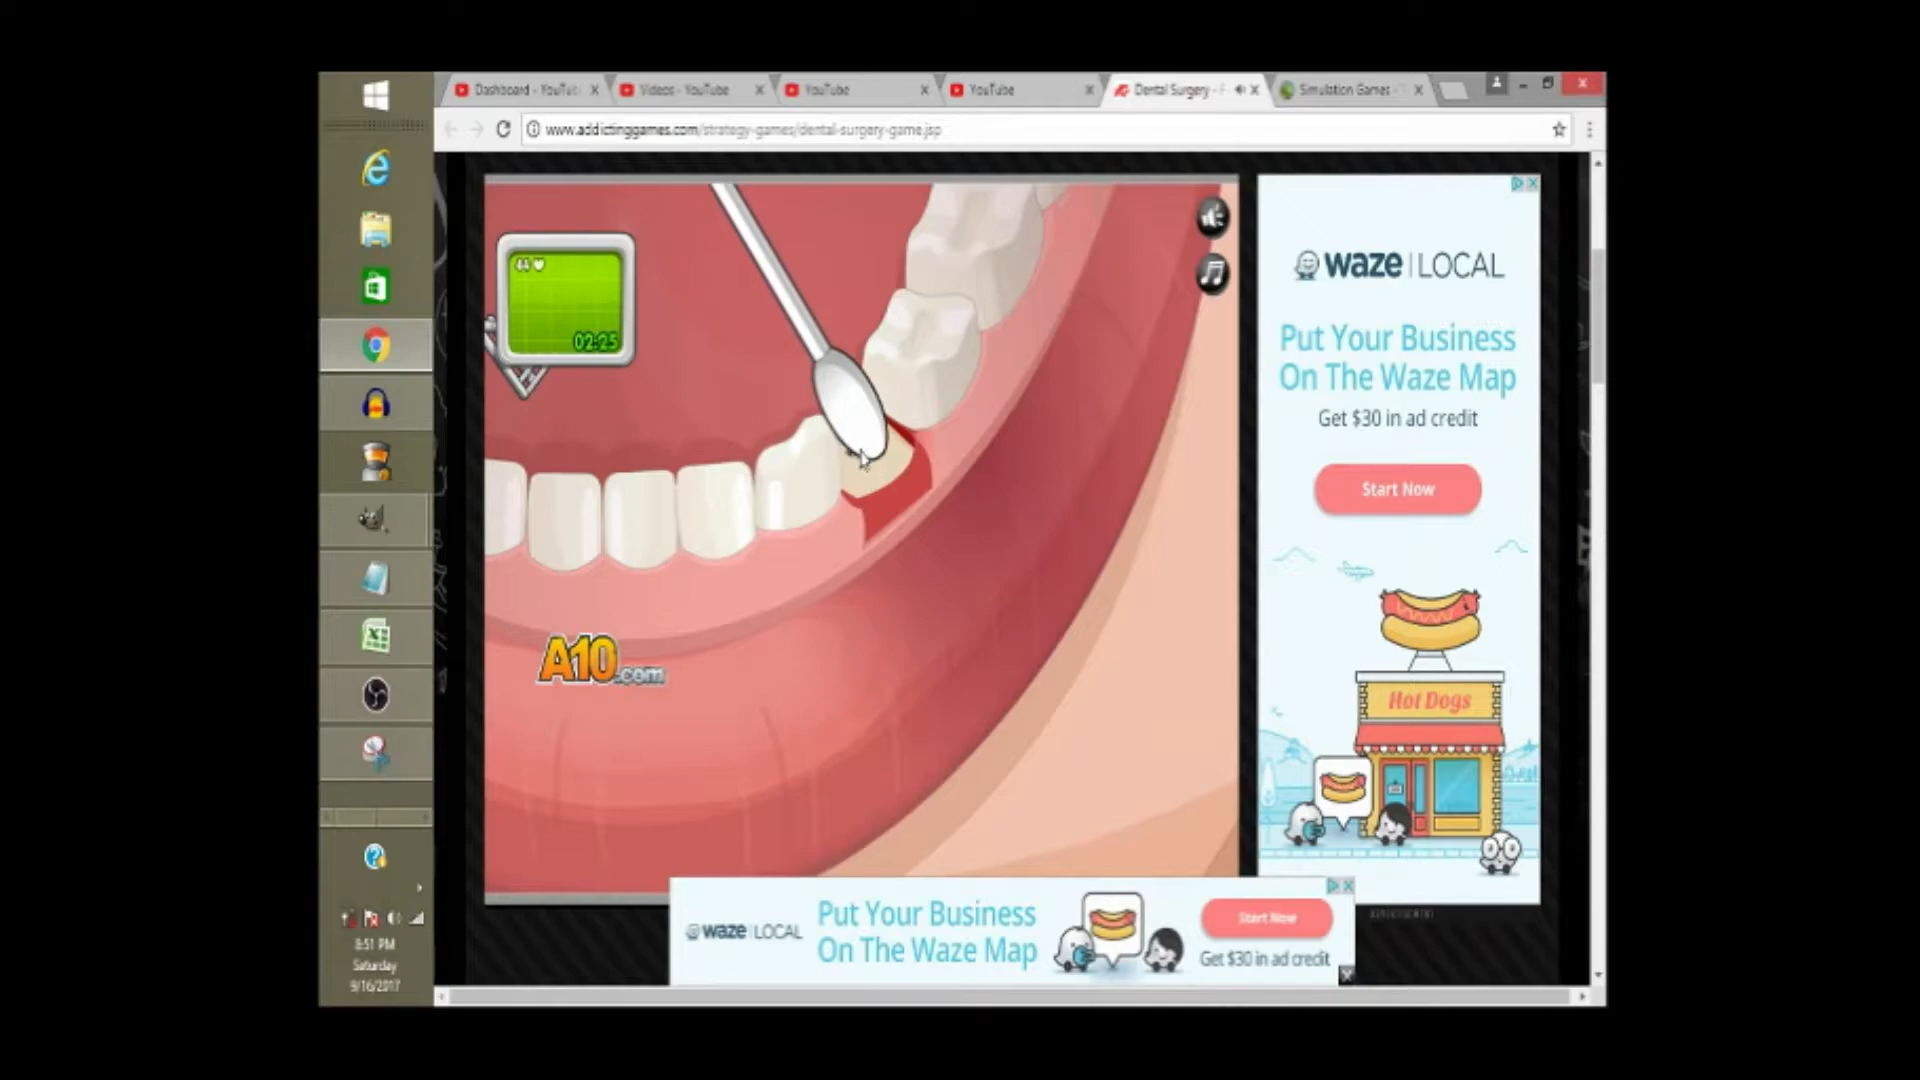 Dashboard - YouTub
Videos - YouTube
YouTube
YouTube
Dental Surgery - F
Simulation Games - T
www.addictinggames.com/strategy-games/dental-surgery-game.jsp
44
02:25
A10.com
waze | LOCAL
Put Your Business
On The Waze Map
Get $30 in ad credit
Start Now
Hot Dogs
waze | LOCAL
Put Your Business
On The Waze Map
Start Now
Get $30 in ad credit
ADVERTISEMENT
8:51 PM
Saturday
9/16/2017